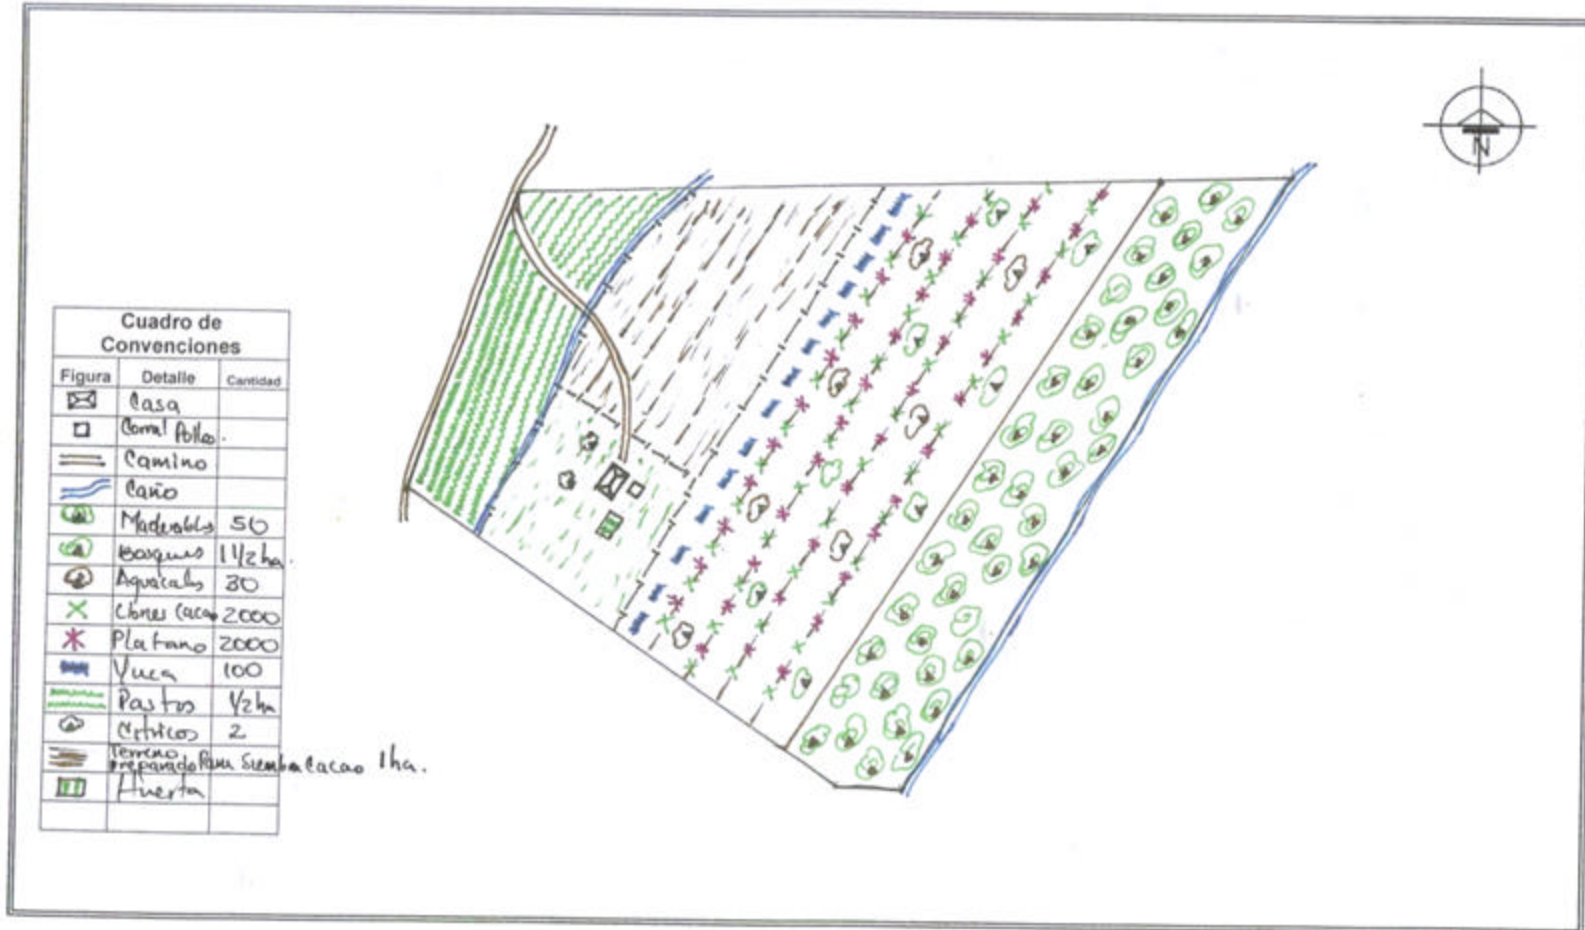 N
Cuadro de
Convenciones
Figura Detalle Cantidad
Casa
Corral Pollos.
Camino
Caño
Maderables 50
Bosques 1 1/2 ha.
Aguacates 30
Clones Cacao 2000
Platano 2000
Yuca 100
Pastos 1/2 ha
Citricos 2
Terreno
preparado Para Siembra Cacao 1 ha.
Huerta